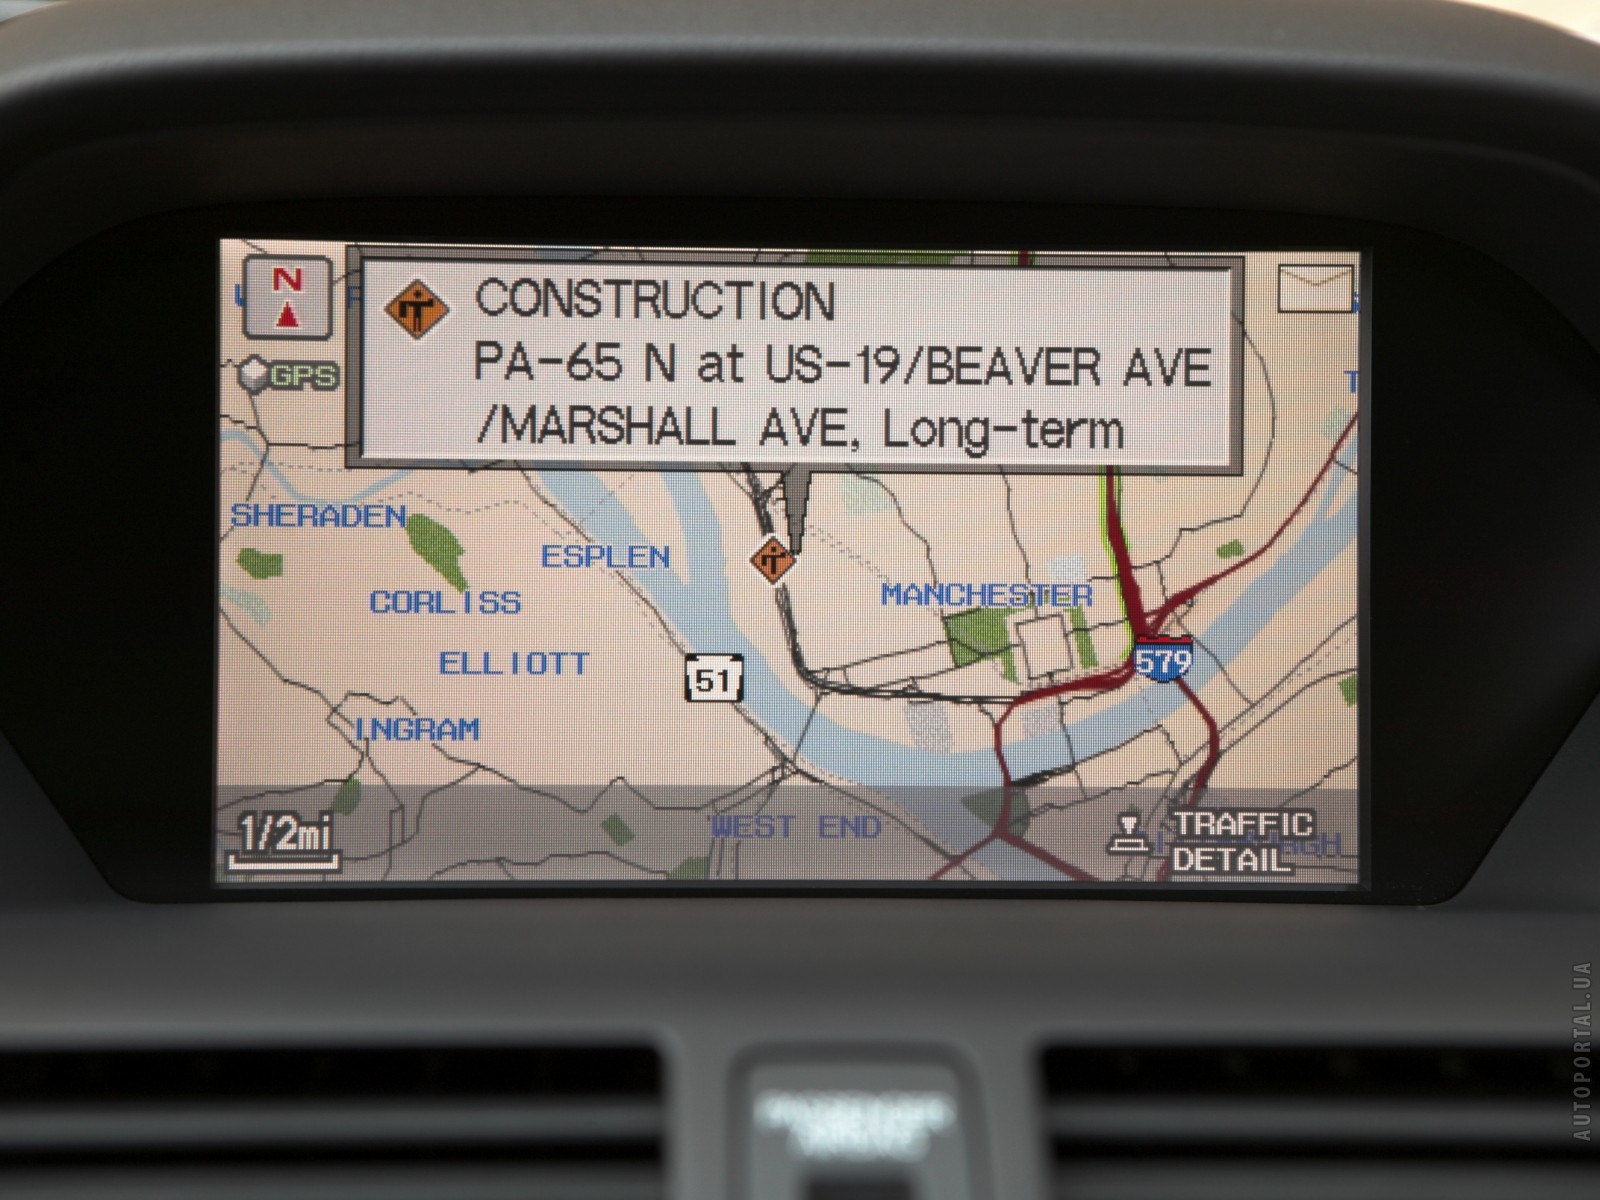 N
GPS
CONSTRUCTION
PA-65 N at US-19/BEAVER AVE
/MARSHALL AVE, Long-term
SHERADEN
ESPLEN
CORLISS
MANCHESTER
ELLIOTT
579
51
INGRAM
WEST END
1/2mi
TRAFFIC
DETAIL
AUTOPORTAL.UA